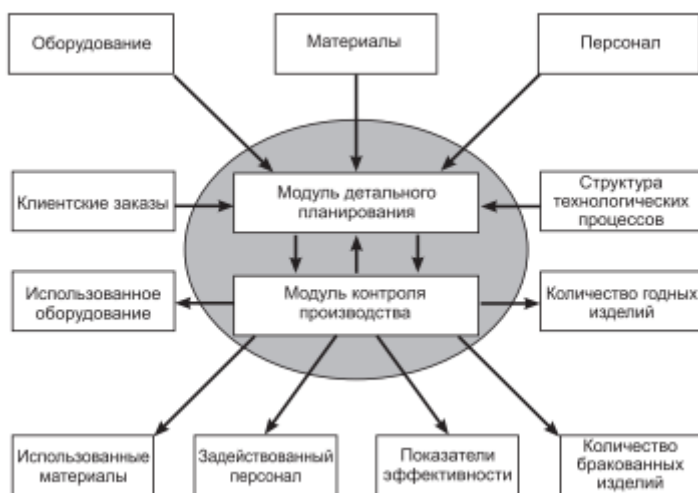 Оборудование
Материалы
Персонал
Клиентские заказы
Модуль детального
планирования
Структура
технологических
процессов
Использованное
оборудование
Модуль контроля
производства
Количество годных
изделий
Использованные
материалы
Задействованный
персонал
Показатели
эффективности
Количество
бракованных
изделий